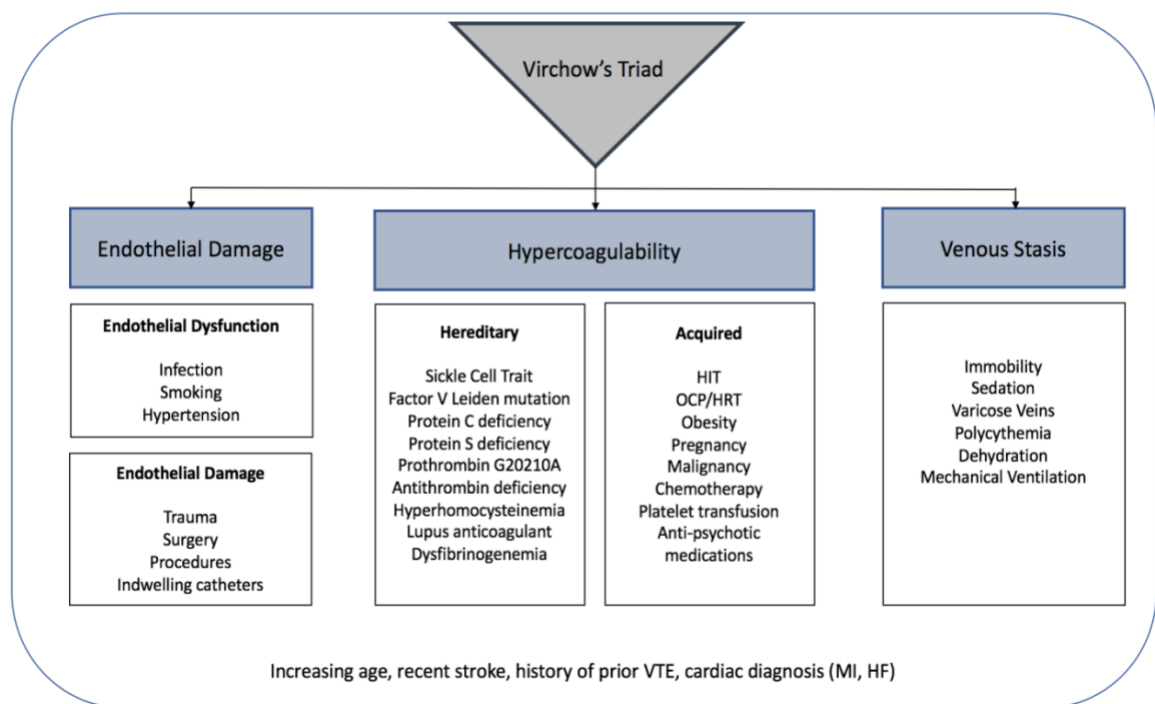 Virchow's Triad
Endothelial Damage
Endothelial Dysfunction
Infection
Smoking
Hypertension
Endothelial Damage
Trauma
Surgery
Procedures
Indwelling catheters
Hypercoagulability
Hereditary
Sickle Cell Trait
Factor V Leiden mutation
Protein C deficiency
Protein S deficiency
Prothrombin G20210A
Antithrombin deficiency
Hyperhomocysteinemia
Lupus anticoagulant
Dysfibrinogenemia
Acquired
HIT
OCP/HRT
Obesity
Pregnancy
Malignancy
Chemotherapy
Platelet transfusion
Anti-psychotic
medications
Venous Stasis
Immobility
Sedation
Varicose Veins
Polycythemia
Dehydration
Mechanical Ventilation
Increasing age, recent stroke, history of prior VTE, cardiac diagnosis (MI, HF)